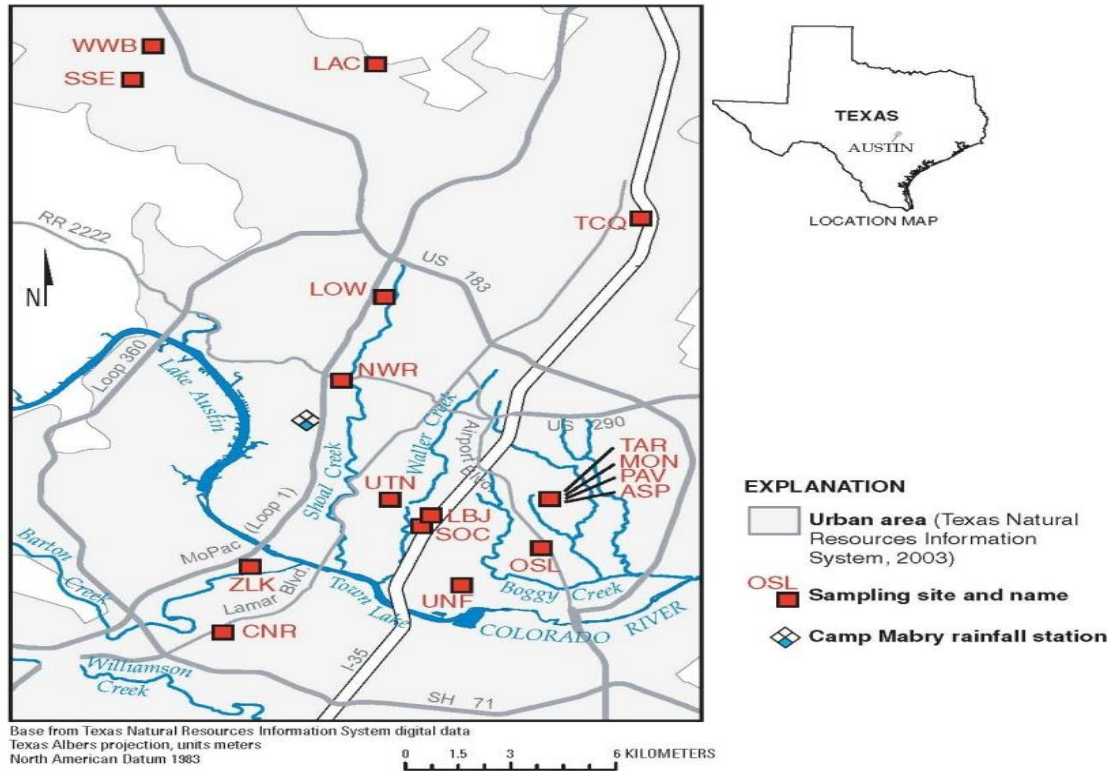 WWB
SSE
LAC
TCQ
RR 2222
US 183
N
LOW
Loop 360
Lake Austin
NWR
Shoal Creek
Waller Creek
Airport Blvd.
US 290
TAR
MON
PAV
ASP
UTN
LBJ
SOC
MoPac (Loop 1)
Barton
Creek
ZLK
Lamar Blvd.
Town Lake
OSL
UNF
Boggy Creek
COLORADO RIVER
CNR
Williamson
Creek
I-35
SH 71
TEXAS
AUSTIN
LOCATION MAP
EXPLANATION
Urban area (Texas Natural
Resources Information
System, 2003)
OSL
Sampling site and name
Camp Mabry rainfall station
Base from Texas Natural Resources Information System digital data
Texas Albers projection, units meters
North American Datum 1983
0 1.5 3 6 KILOMETERS